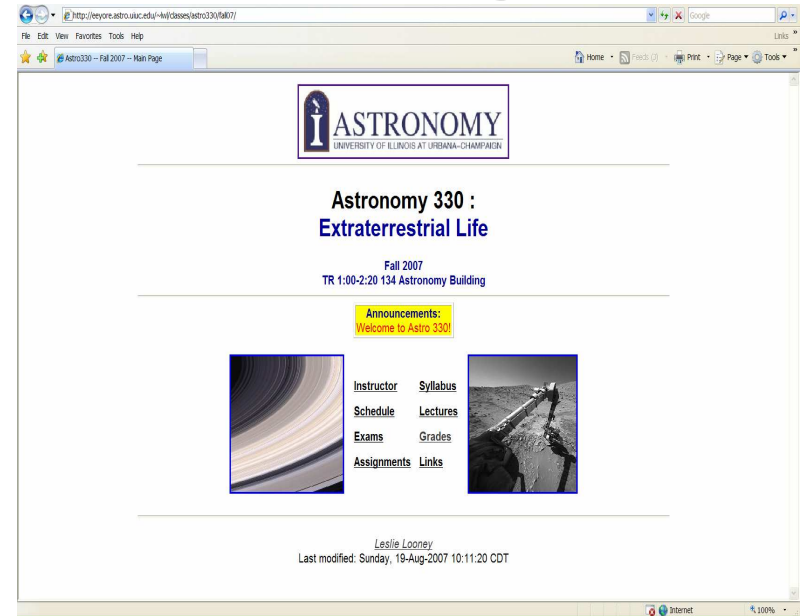 http://eeyore.astro.uiuc.edu/~lwl/classes/astro330/fall07/
Google
File Edit View Favorites Tools Help
Links »
Astro330 -- Fall 2007 -- Main Page
Home Feeds (2) Print Page Tools »
ASTRONOMY
UNIVERSITY OF ILLINOIS AT URBANA-CHAMPAIGN
Astronomy 330 :
Extraterrestrial Life
Fall 2007
TR 1:00-2:20 134 Astronomy Building
Announcements:
Welcome to Astro 330!
Instructor Syllabus
Schedule Lectures
Exams Grades
Assignments Links
Leslie Looney
Last modified: Sunday, 19-Aug-2007 10:11:20 CDT
Internet 100%